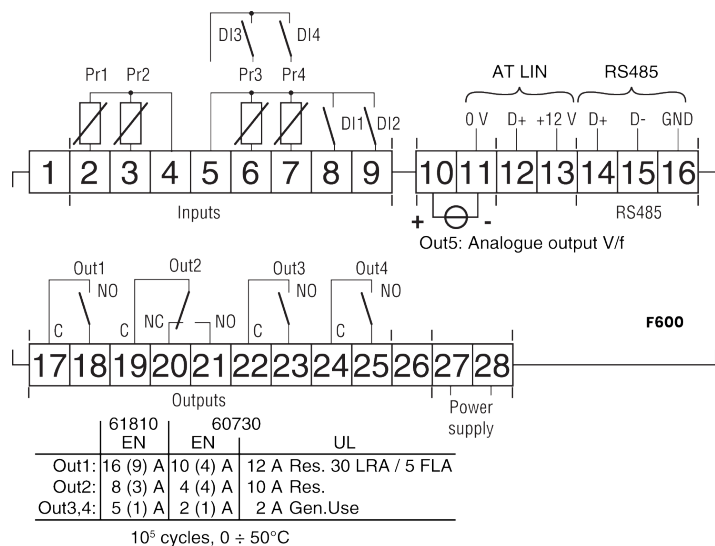 DI3 DI4
AT LIN RS485
Pr1 Pr2 Pr3 Pr4
0 V D+ +12 V D+ D- GND
DI1 DI2
1 2 3 4 5 6 7 8 9 10 11 12 13 14 15 16
Inputs
+ -
RS485
Out5: Analogue output V/f
Out1 Out2 Out3 Out4
NO NO NO
NC NO
C C C C
F600
17 18 19 20 21 22 23 24 25 26 27 28
Outputs
Power
supply
61810 60730
EN EN UL
Out1: 16 (9) A 10 (4) A 12 A Res. 30 LRA / 5 FLA
Out2: 8 (3) A 4 (4) A 10 A Res.
Out3,4: 5 (1) A 2 (1) A 2 A Gen.Use
10⁵ cycles, 0 ÷ 50°C